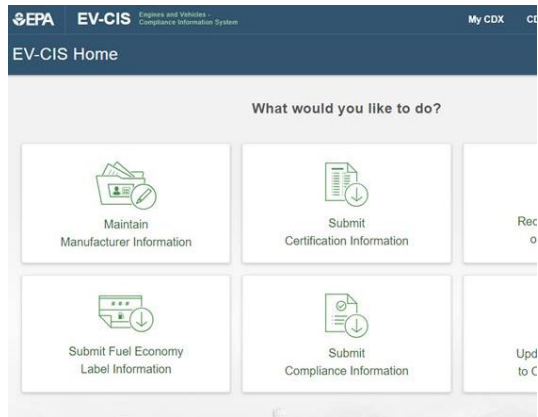 EPA EV-CIS Engines and Vehicles - My CDX
Compliance Information System
EV-CIS Home
What would you like to do?
Maintain
Manufacturer Information
Submit
Certification Information
Submit Fuel Economy
Label Information
Submit
Compliance Information
to